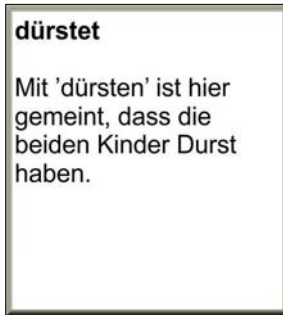 dürstet
Mit ’dürsten’ ist hier
gemeint, dass die
beiden Kinder Durst
haben.